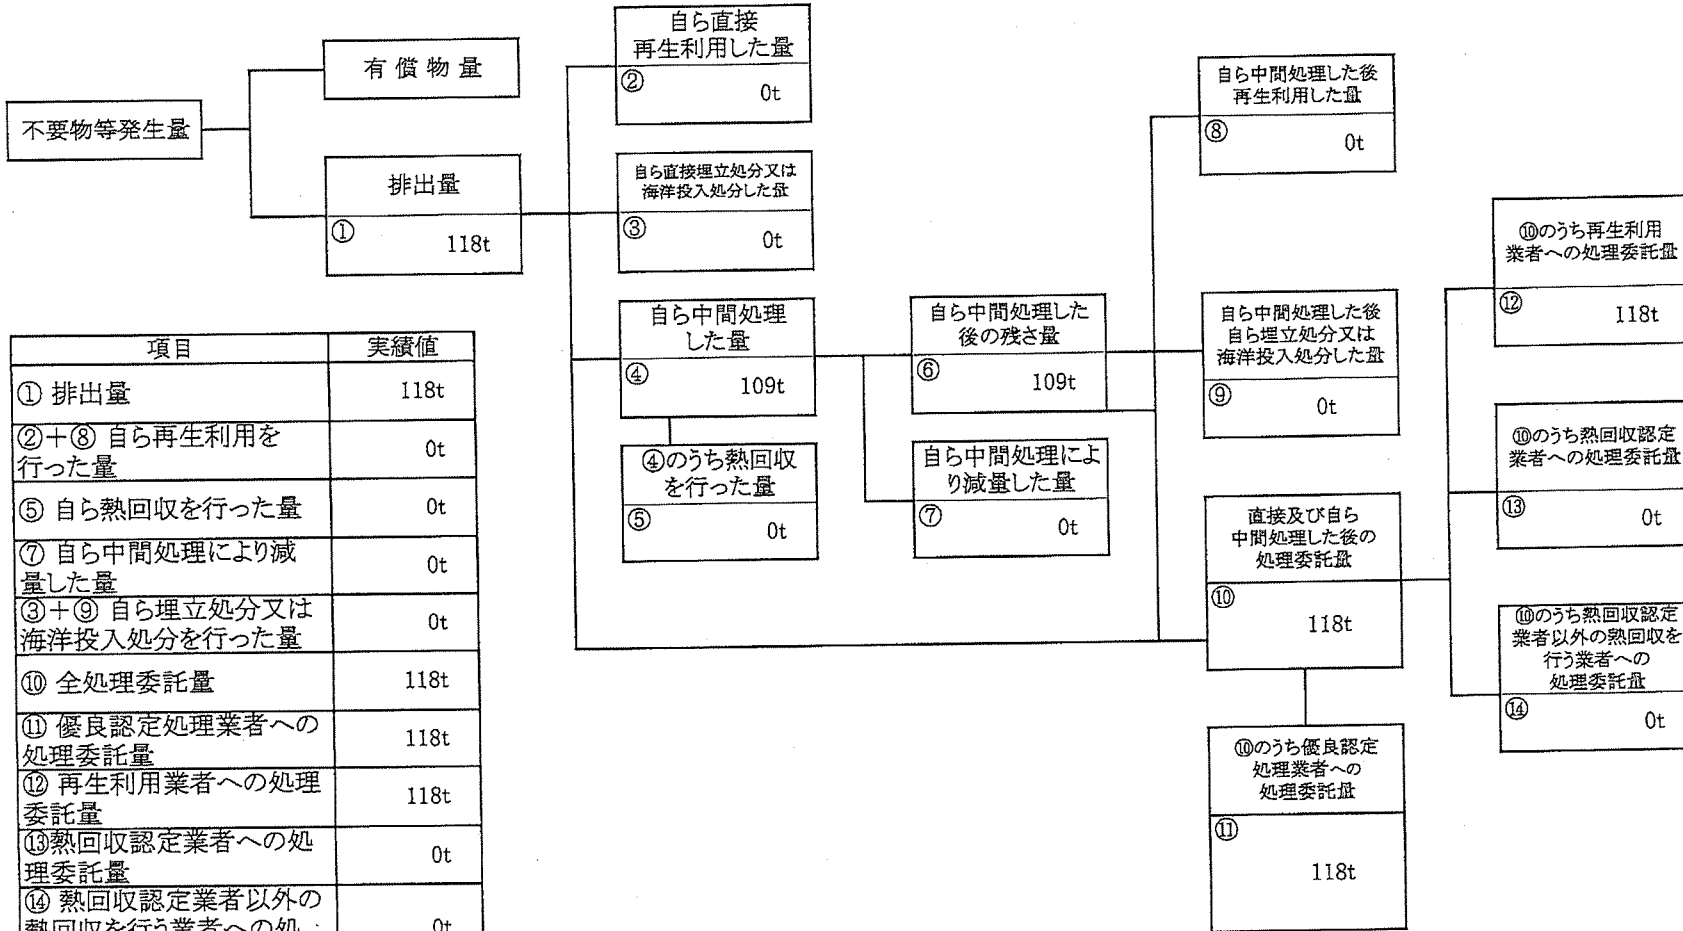 不要物等発生量
有償物量
排出量
①
118t
自ら直接
再生利用した量
②
0t
自ら直接埋立処分又は
海洋投入処分した量
③
0t
自ら中間処理
した量
④
109t
④のうち熱回収
を行った量
⑤
0t
自ら中間処理した
後の残さ量
⑥
109t
自ら中間処理によ
り減量した量
⑦
0t
自ら中間処理した後
再生利用した量
⑧
0t
自ら中間処理した後
自ら埋立処分又は
海洋投入処分した量
⑨
0t
直接及び自ら
中間処理した後の
処理委託量
⑩
118t
⑩のうち優良認定
処理業者への
処理委託量
⑪
118t
⑩のうち再生利用
業者への処理委託量
⑫
118t
⑩のうち熱回収認定
業者への処理委託量
⑬
0t
⑩のうち熱回収認定
業者以外の熱回収を
行う業者への
処理委託量
⑭
0t
項目 実績値
① 排出量 118t
②+⑧ 自ら再生利用を
行った量 0t
⑤ 自ら熱回収を行った量 0t
⑦ 自ら中間処理により減
量した量 0t
③+⑨ 自ら埋立処分又は
海洋投入処分を行った量 0t
⑩ 全処理委託量 118t
⑪ 優良認定処理業者への
処理委託量 118t
⑫ 再生利用業者への処理
委託量 118t
⑬熱回収認定業者への処
理委託量 0t
⑭ 熱回収認定業者以外の
熱回収を行う業者への処 0t